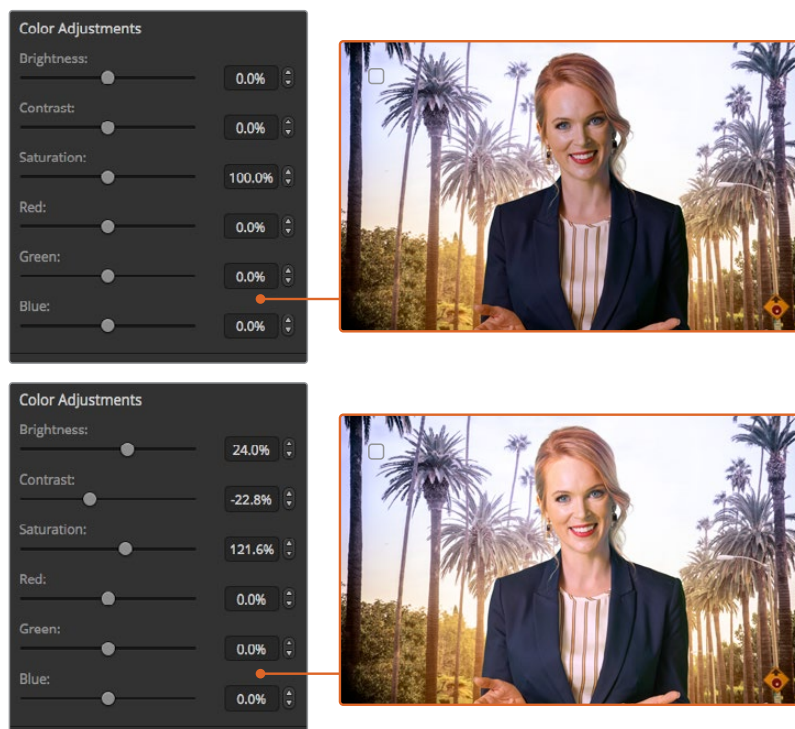 Color Adjustments
Brightness:
0.0%
Contrast:
0.0%
Saturation:
100.0%
Red:
0.0%
Green:
0.0%
Blue:
0.0%
Color Adjustments
Brightness:
24.0%
Contrast:
-22.8%
Saturation:
121.6%
Red:
0.0%
Green:
0.0%
Blue:
0.0%